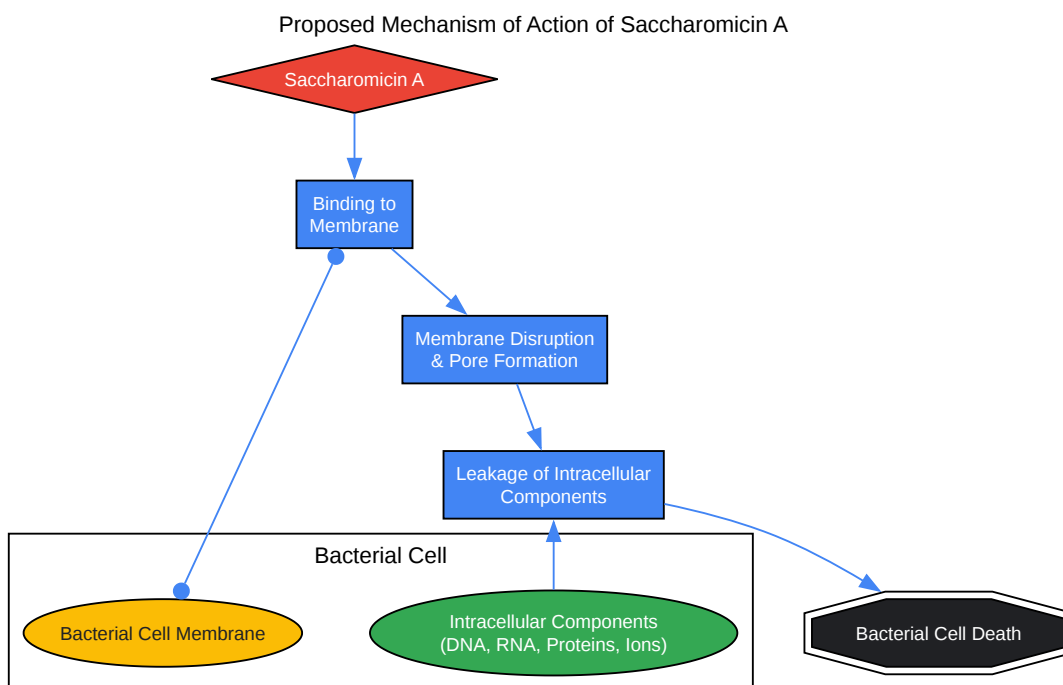 Proposed Mechanism of Action of Saccharomicin A
Saccharomicin A
Binding to
Membrane
Membrane Disruption
& Pore Formation
Leakage of Intracellular
Components
Bacterial Cell
Bacterial Cell Membrane
Intracellular Components
(DNA, RNA, Proteins, Ions)
Bacterial Cell Death